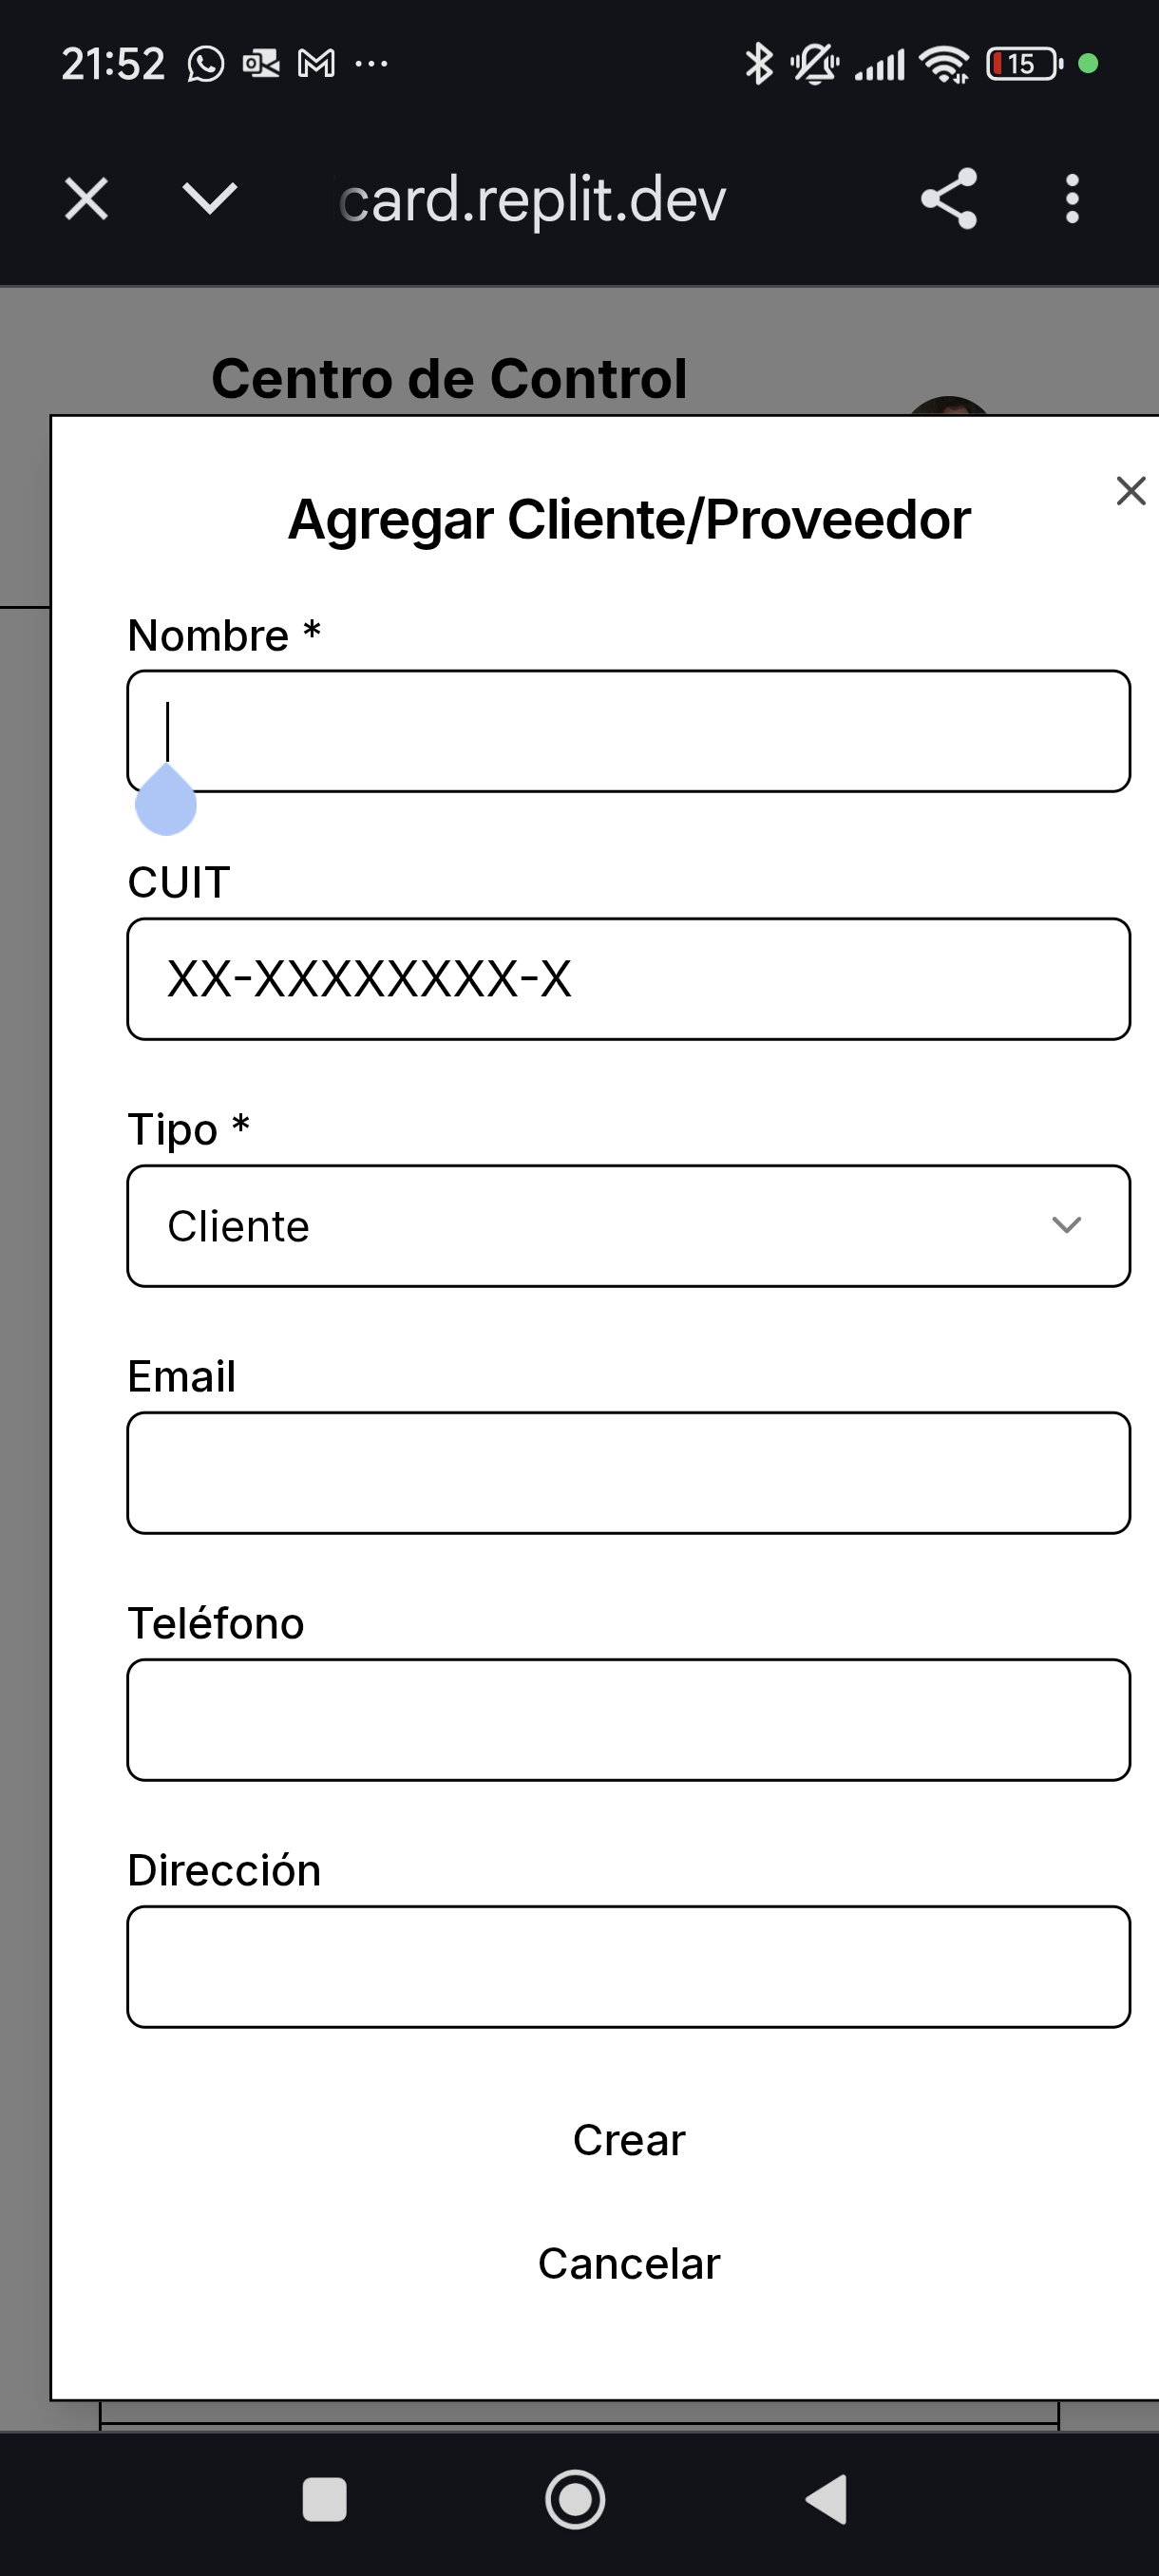 21:52
15
card.replit.dev
Centro de Control
Agregar Cliente/Proveedor
Nombre *
CUIT
XX-XXXXXXXX-X
Tipo *
Cliente
Email
Teléfono
Dirección
Crear
Cancelar